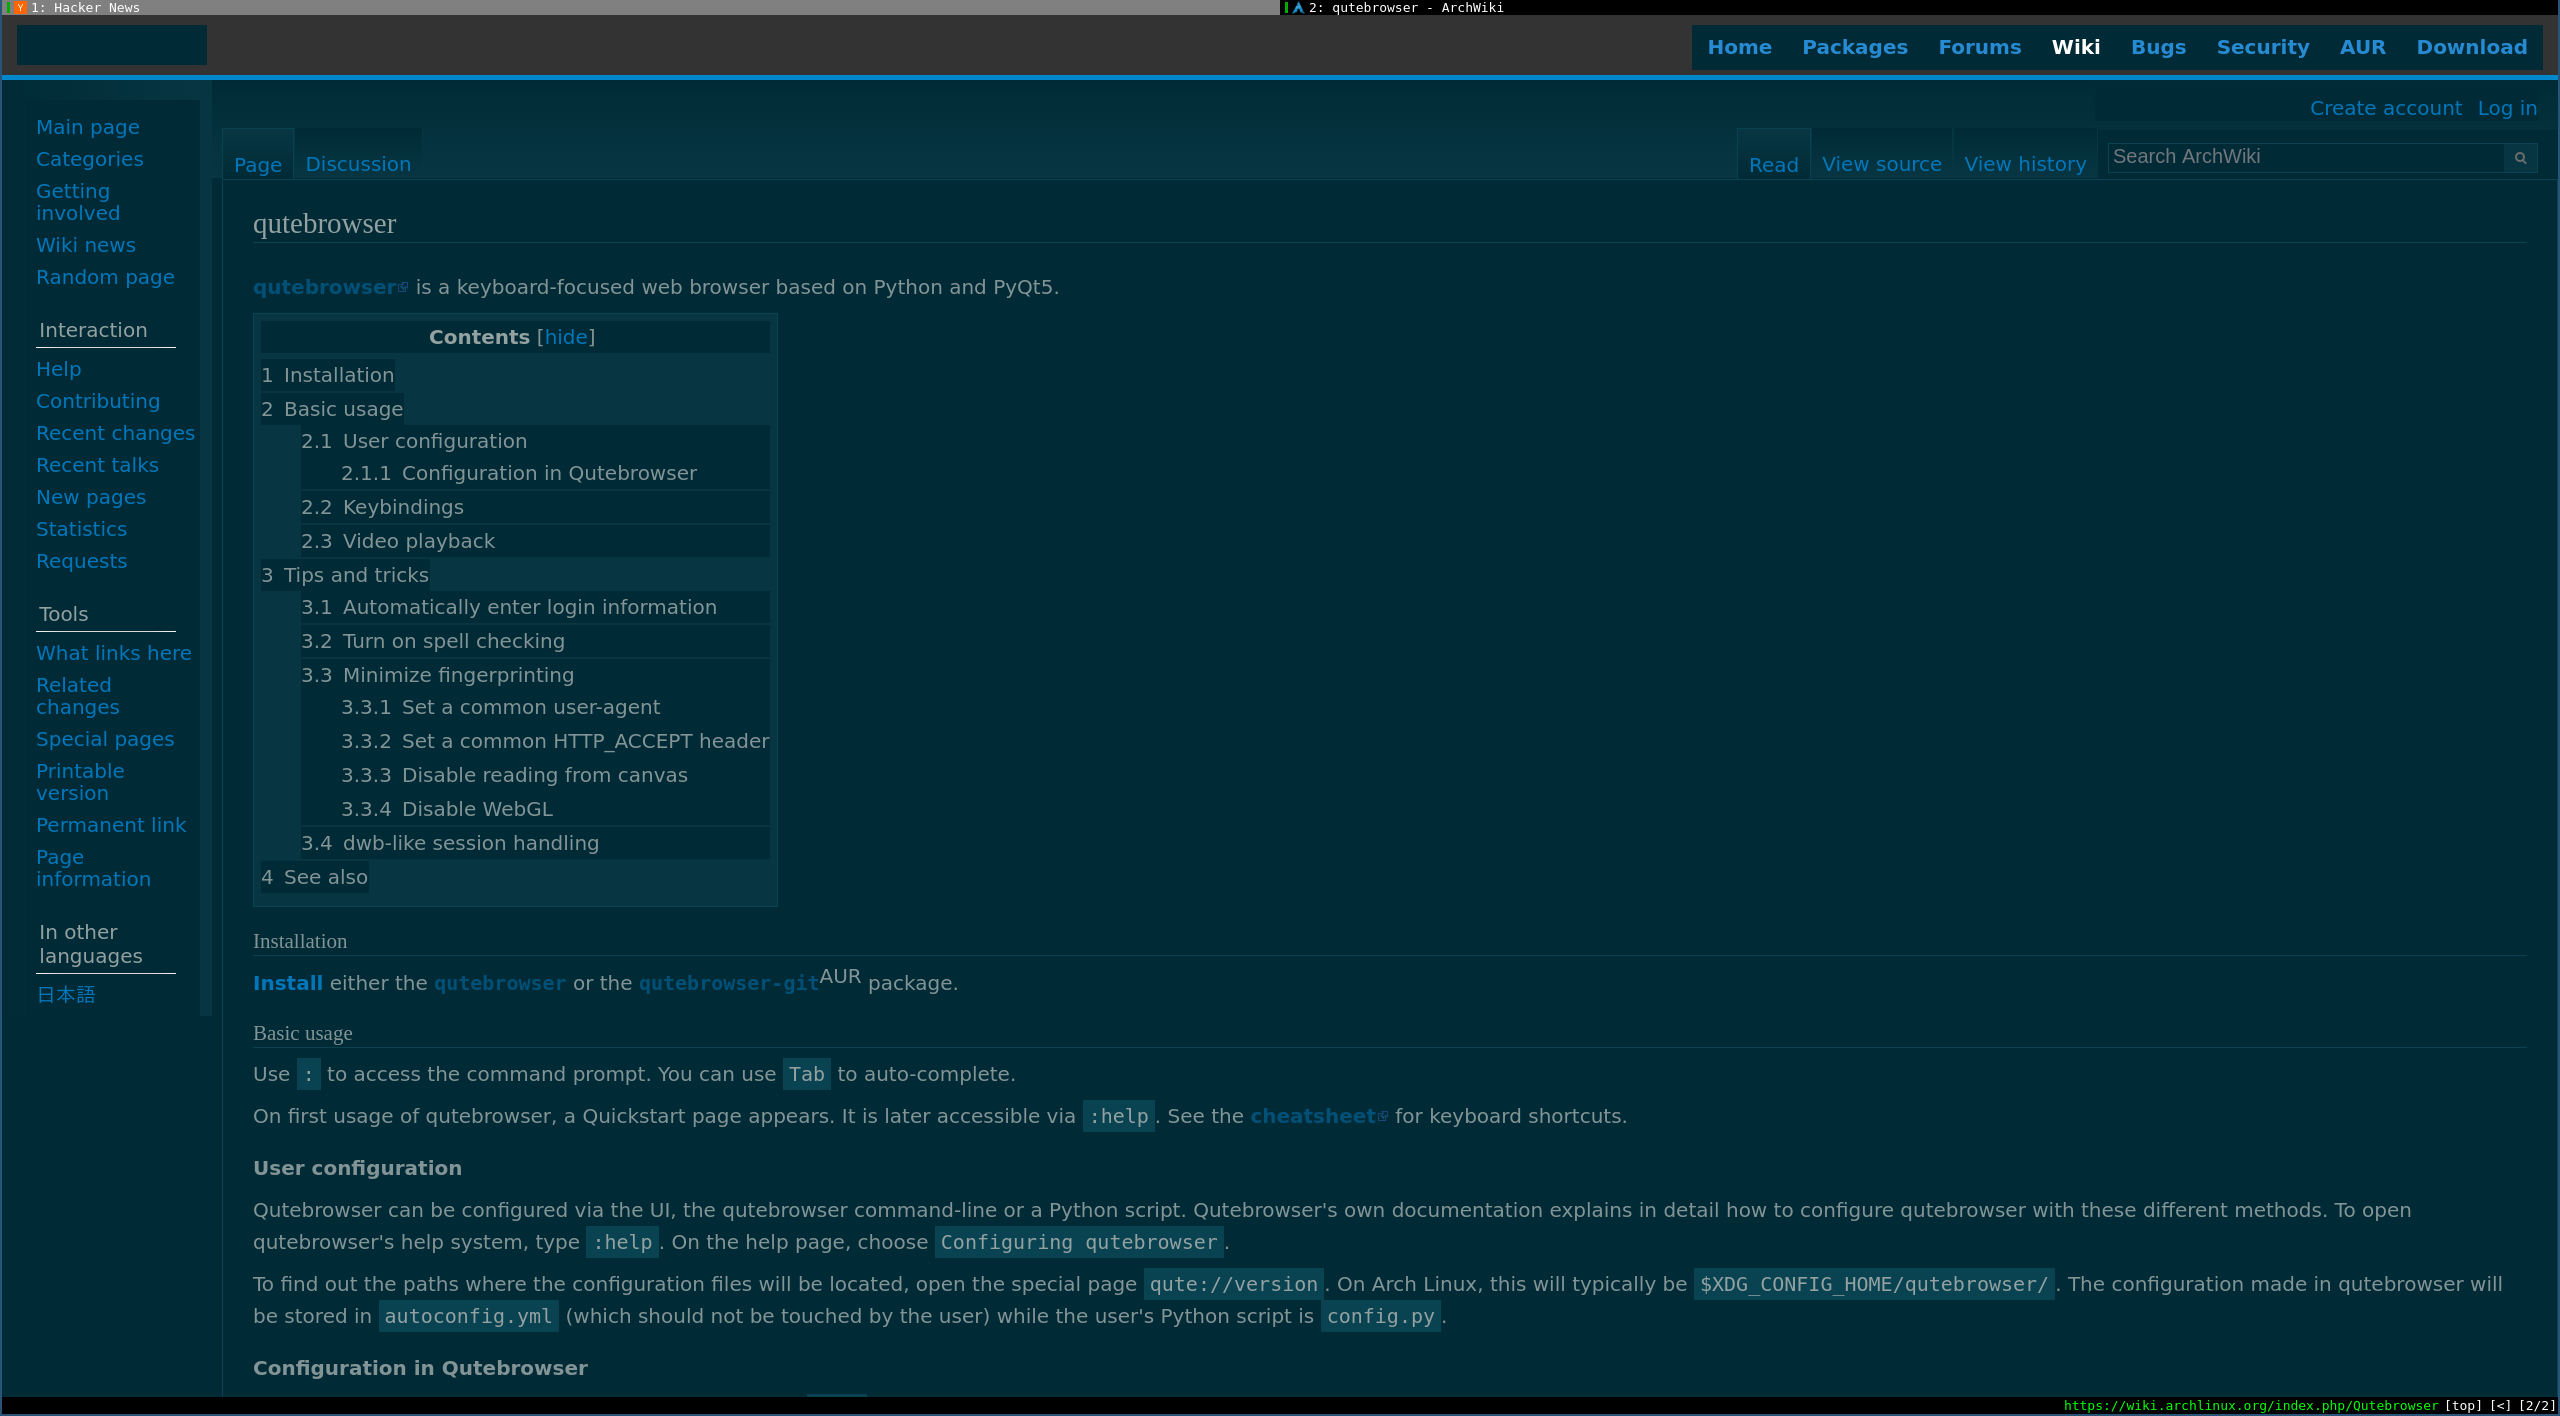 1: Hacker News
2: qutebrowser - ArchWiki
Home Packages Forums Wiki Bugs Security AUR Download
Create account Log in
Page Discussion
Read View source View history Search ArchWiki
Main page
Categories
Getting
involved
Wiki news
Random page
Interaction
Help
Contributing
Recent changes
Recent talks
New pages
Statistics
Requests
Tools
What links here
Related
changes
Special pages
Printable
version
Permanent link
Page
information
In other
languages
日本語
qutebrowser
qutebrowser is a keyboard-focused web browser based on Python and PyQt5.
Contents [hide]
1 Installation
2 Basic usage
2.1 User configuration
2.1.1 Configuration in Qutebrowser
2.2 Keybindings
2.3 Video playback
3 Tips and tricks
3.1 Automatically enter login information
3.2 Turn on spell checking
3.3 Minimize fingerprinting
3.3.1 Set a common user-agent
3.3.2 Set a common HTTP_ACCEPT header
3.3.3 Disable reading from canvas
3.3.4 Disable WebGL
3.4 dwb-like session handling
4 See also
Installation
Install either the qutebrowser or the qutebrowser-gitAUR package.
Basic usage
Use : to access the command prompt. You can use Tab to auto-complete.
On first usage of qutebrowser, a Quickstart page appears. It is later accessible via :help. See the cheatsheet for keyboard shortcuts.
User configuration
Qutebrowser can be configured via the UI, the qutebrowser command-line or a Python script. Qutebrowser's own documentation explains in detail how to configure qutebrowser with these different methods. To open
qutebrowser's help system, type :help. On the help page, choose Configuring qutebrowser.
To find out the paths where the configuration files will be located, open the special page qute://version. On Arch Linux, this will typically be $XDG_CONFIG_HOME/qutebrowser/. The configuration made in qutebrowser will
be stored in autoconfig.yml (which should not be touched by the user) while the user's Python script is config.py.
Configuration in Qutebrowser
https://wiki.archlinux.org/index.php/Qutebrowser [top] [<] [2/2]